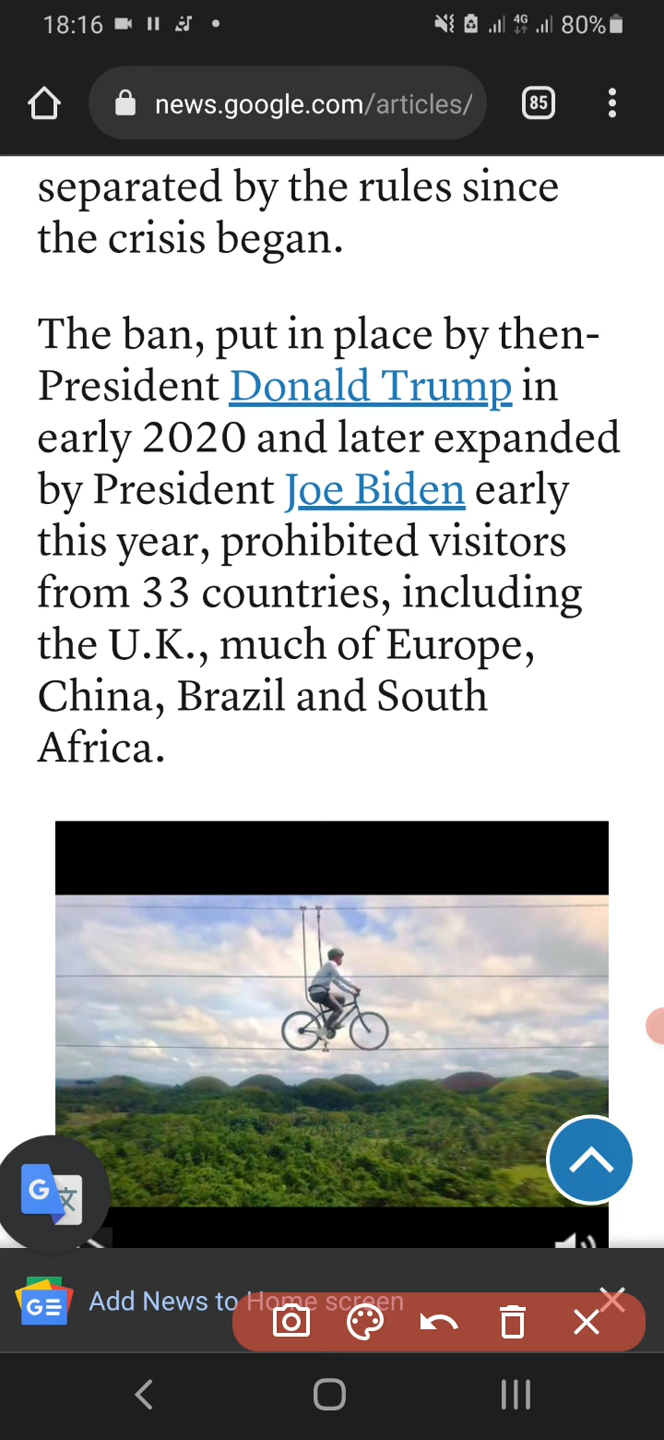 18:16
4G
80%
news.google.com/articles/
85
separated by the rules since
the crisis began.
The ban, put in place by then-
President Donald Trump in
early 2020 and later expanded
by President Joe Biden early
this year, prohibited visitors
from 33 countries, including
the U.K., much of Europe,
China, Brazil and South
Africa.
G 文
GE
Add News to Home screen